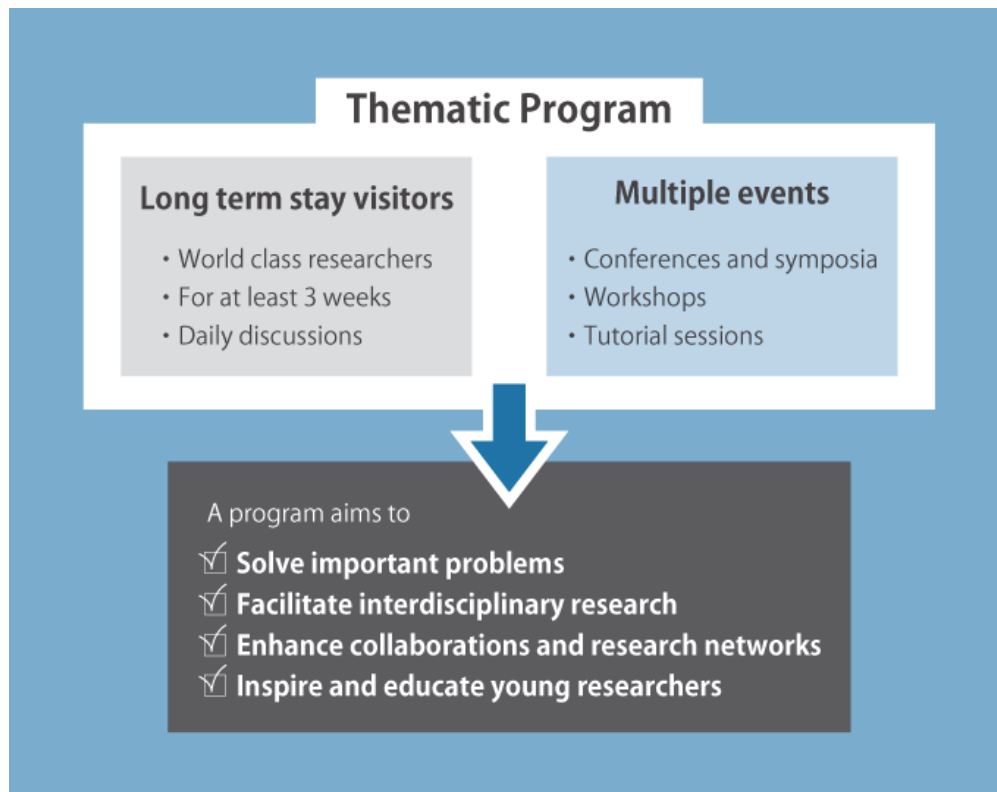 Thematic Program
Long term stay visitors
・World class researchers
・For at least 3 weeks
・Daily discussions
Multiple events
・Conferences and symposia
・Workshops
・Tutorial sessions
A program aims to
Solve important problems
Facilitate interdisciplinary research
Enhance collaborations and research networks
Inspire and educate young researchers